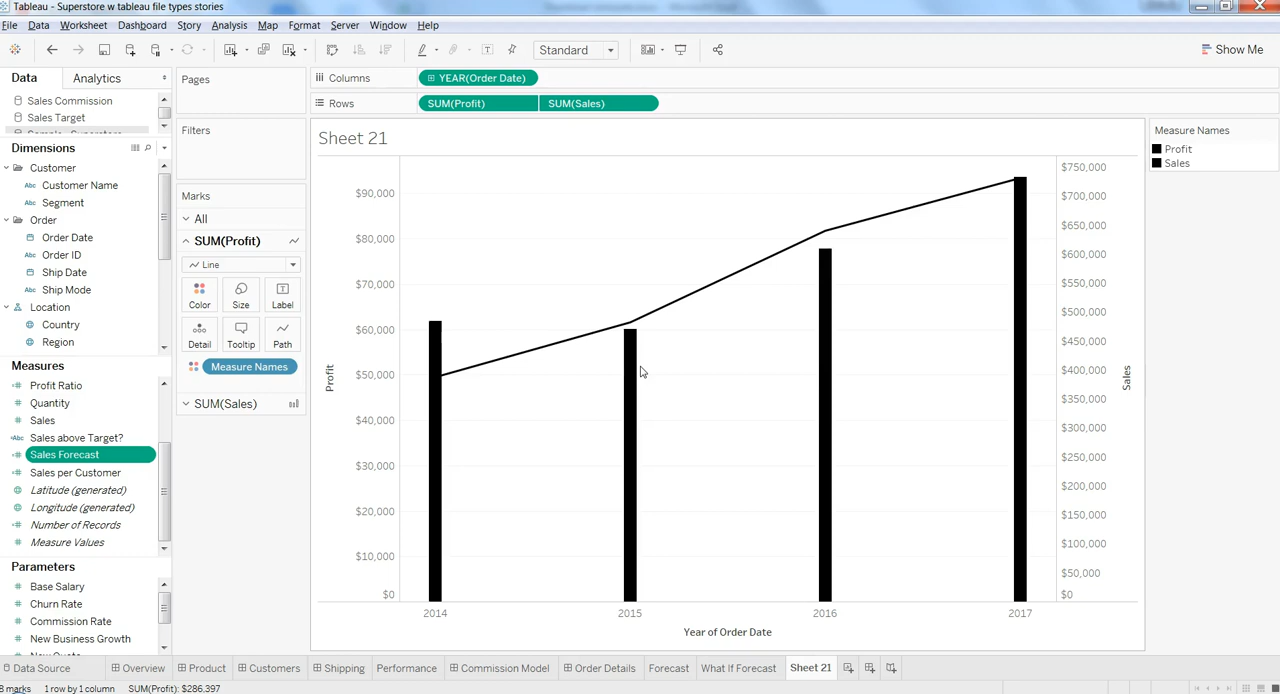 Tableau - Superstore w tableau file types stories
File Data Worksheet Dashboard Story Analysis Map Format Server Window Help
Standard
Show Me
Data Analytics
Pages
Columns
YEAR(Order Date)
Rows
SUM(Profit) SUM(Sales)
Sales Commission
Sales Target
Filters
Sheet 21
Dimensions
Customer
Customer Name
Segment
Order
Order Date
Order ID
Ship Date
Ship Mode
Location
Country
Region
Measures
Profit Ratio
Quantity
Sales
Sales above Target?
Sales Forecast
Sales per Customer
Latitude (generated)
Longitude (generated)
Number of Records
Measure Values
Parameters
Base Salary
Churn Rate
Commission Rate
New Business Growth
Marks
All
SUM(Profit)
Line
Color Size Label
Detail Tooltip Path
Measure Names
SUM(Sales)
Profit
$90,000
$80,000
$70,000
$60,000
$50,000
$40,000
$30,000
$20,000
$10,000
$0
$750,000
$700,000
$650,000
$600,000
$550,000
$500,000
$450,000
$400,000
$350,000
$300,000
$250,000
$200,000
$150,000
$100,000
$50,000
$0
Sales
2014 2015 2016 2017
Year of Order Date
Measure Names
Profit
Sales
Data Source Overview Product Customers Shipping Performance Commission Model Order Details Forecast What If Forecast Sheet 21
8 marks 1 row by 1 column SUM(Profit): $286,397